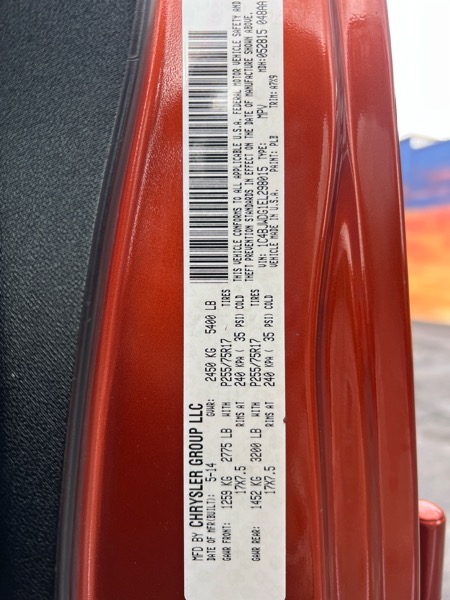 MFD BY CHRYSLER GROUP LLC
DATE OF MFR(BUILT): 5-14 GVWR: 2450 KG 5400 LB
GAWR FRONT: 1259 KG 2775 LB WITH P255/75R17 TIRES
17X7.5 RIMS AT 240 KPA ( 35 PSI) COLD
GAWR REAR: 1452 KG 3200 LB WITH P255/75R17 TIRES
17X7.5 RIMS AT 240 KPA ( 35 PSI) COLD
THIS VEHICLE CONFORMS TO ALL APPLICABLE U.S.A. FEDERAL MOTOR VEHICLE SAFETY AND
THEFT PREVENTION STANDARDS IN EFFECT ON THE DATE OF MANUFACTURE SHOWN ABOVE.
VIN: 1C4BJWDG1EL298015 TYPE: MPV MDH:052815 048AA
VEHICLE MADE IN U.S.A. PAINT: PLB TRIM: A7X9